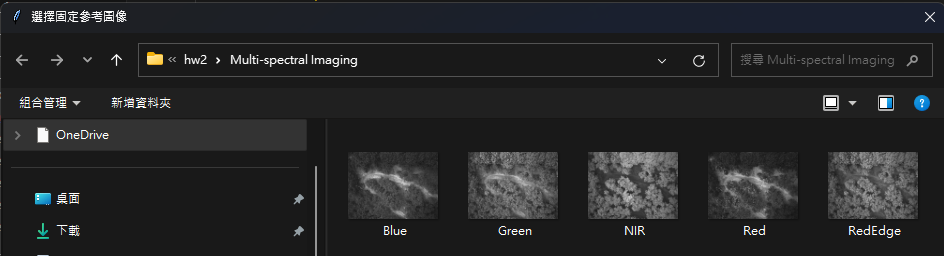 選擇固定參考圖像
hw2 Multi-spectral Imaging
搜尋 Multi-spectral Imaging
組合管理 新增資料夾
OneDrive
桌面
下載
Blue Green NIR Red RedEdge